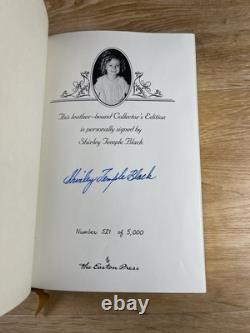 This leather-bound Collector's Edition
is personally signed by
Shirley Temple Black
Shirley Temple Black
Number 521 of 5,000
The Easton Press
ebay